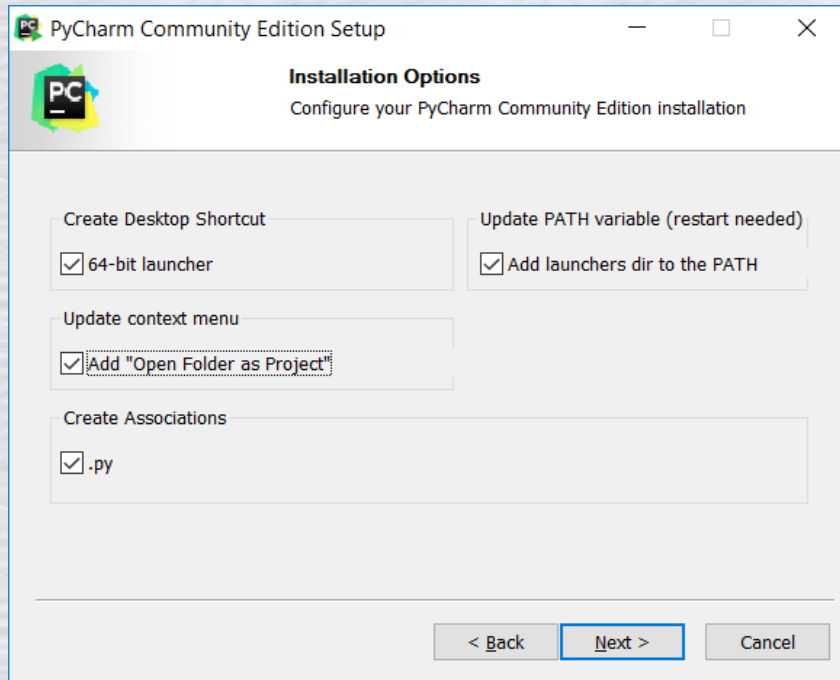 PyCharm Community Edition Setup
PC
Installation Options
Configure your PyCharm Community Edition installation
Create Desktop Shortcut
64-bit launcher
Update PATH variable (restart needed)
Add launchers dir to the PATH
Update context menu
Add "Open Folder as Project"
Create Associations
.py
< Back
Next >
Cancel